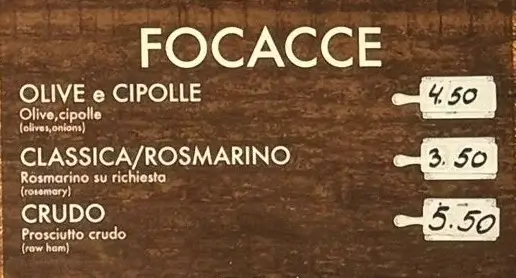 FOCACCE
OLIVE e CIPOLLE 4.50
Olive,cipolle
(olives,onions)
CLASSICA/ROSMARINO 3.50
Rosmarino su richiesta
(rosemary)
CRUDO 5.50
Prosciutto crudo
(raw ham)